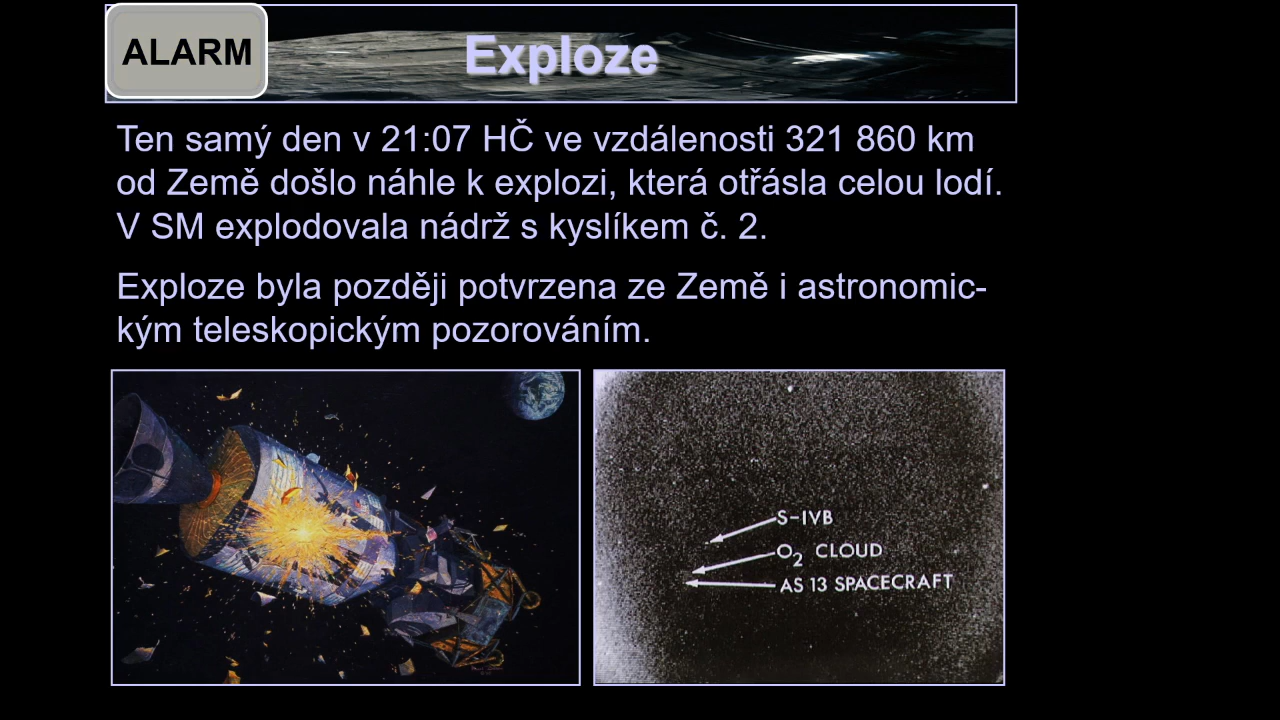 ALARM
Exploze
Ten samý den v 21:07 HČ ve vzdálenosti 321 860 km
od Země došlo náhle k explozi, která otřásla celou lodí.
V SM explodovala nádrž s kyslíkem č. 2.
Exploze byla později potvrzena ze Země i astronomic-
kým teleskopickým pozorováním.
S-IVB
O2 CLOUD
AS 13 SPACECRAFT